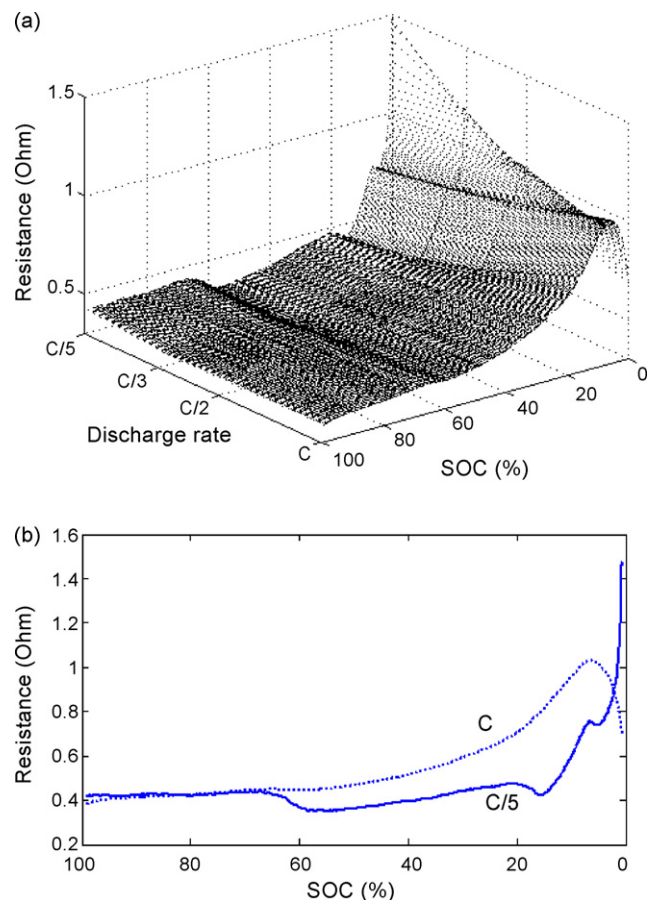 (a)
1.5
1
0.5
Resistance (Ohm)
C/5
C/3
C/2
C
Discharge rate
100
80
60
40
20
0
SOC (%)
(b)
1.6
1.4
1.2
1
0.8
0.6
0.4
0.2
Resistance (Ohm)
C
C/5
100
80
60
40
20
0
SOC (%)